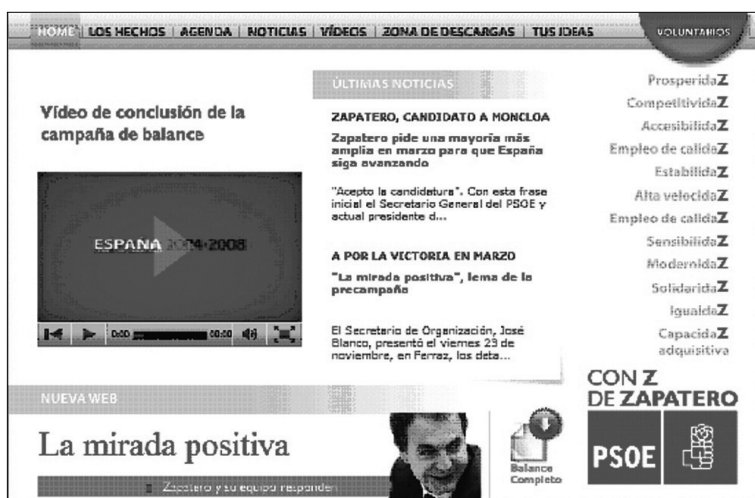 HOME | LOS HECHOS | AGENDA | NOTICIAS | VÍDEOS | ZONA DE DESCARGAS | TUS IDEAS
VOLUNTARIOS
Vídeo de conclusión de la
campaña de balance
ESPAÑA 2004-2008
0:00 00:00
ÚLTIMAS NOTICIAS
ZAPATERO, CANDIDATO A MONCLOA
Zapatero pide una mayoría más
amplia en marzo para que España
siga avanzando
"Acepto la candidatura". Con esta frase
inicial el Secretario General del PSOE y
actual presidente d...
A POR LA VICTORIA EN MARZO
"La mirada positiva", lema de la
precampaña
El Secretario de Organización, José
Blanco, presentó el viernes 23 de
noviembre, en Ferraz, los deta...
ProsperidaZ
CompetitividaZ
AccesibilidaZ
Empleo de calidaZ
EstabilidaZ
Alta velocidaZ
Empleo de calidaZ
SensibilidaZ
ModernidaZ
SolidaridaZ
IgualdaZ
CapacidaZ
adquisitiva
CON Z
DE ZAPATERO
PSOE
NUEVA WEB
La mirada positiva
Zapatero y su equipo responden
Balance
Completo